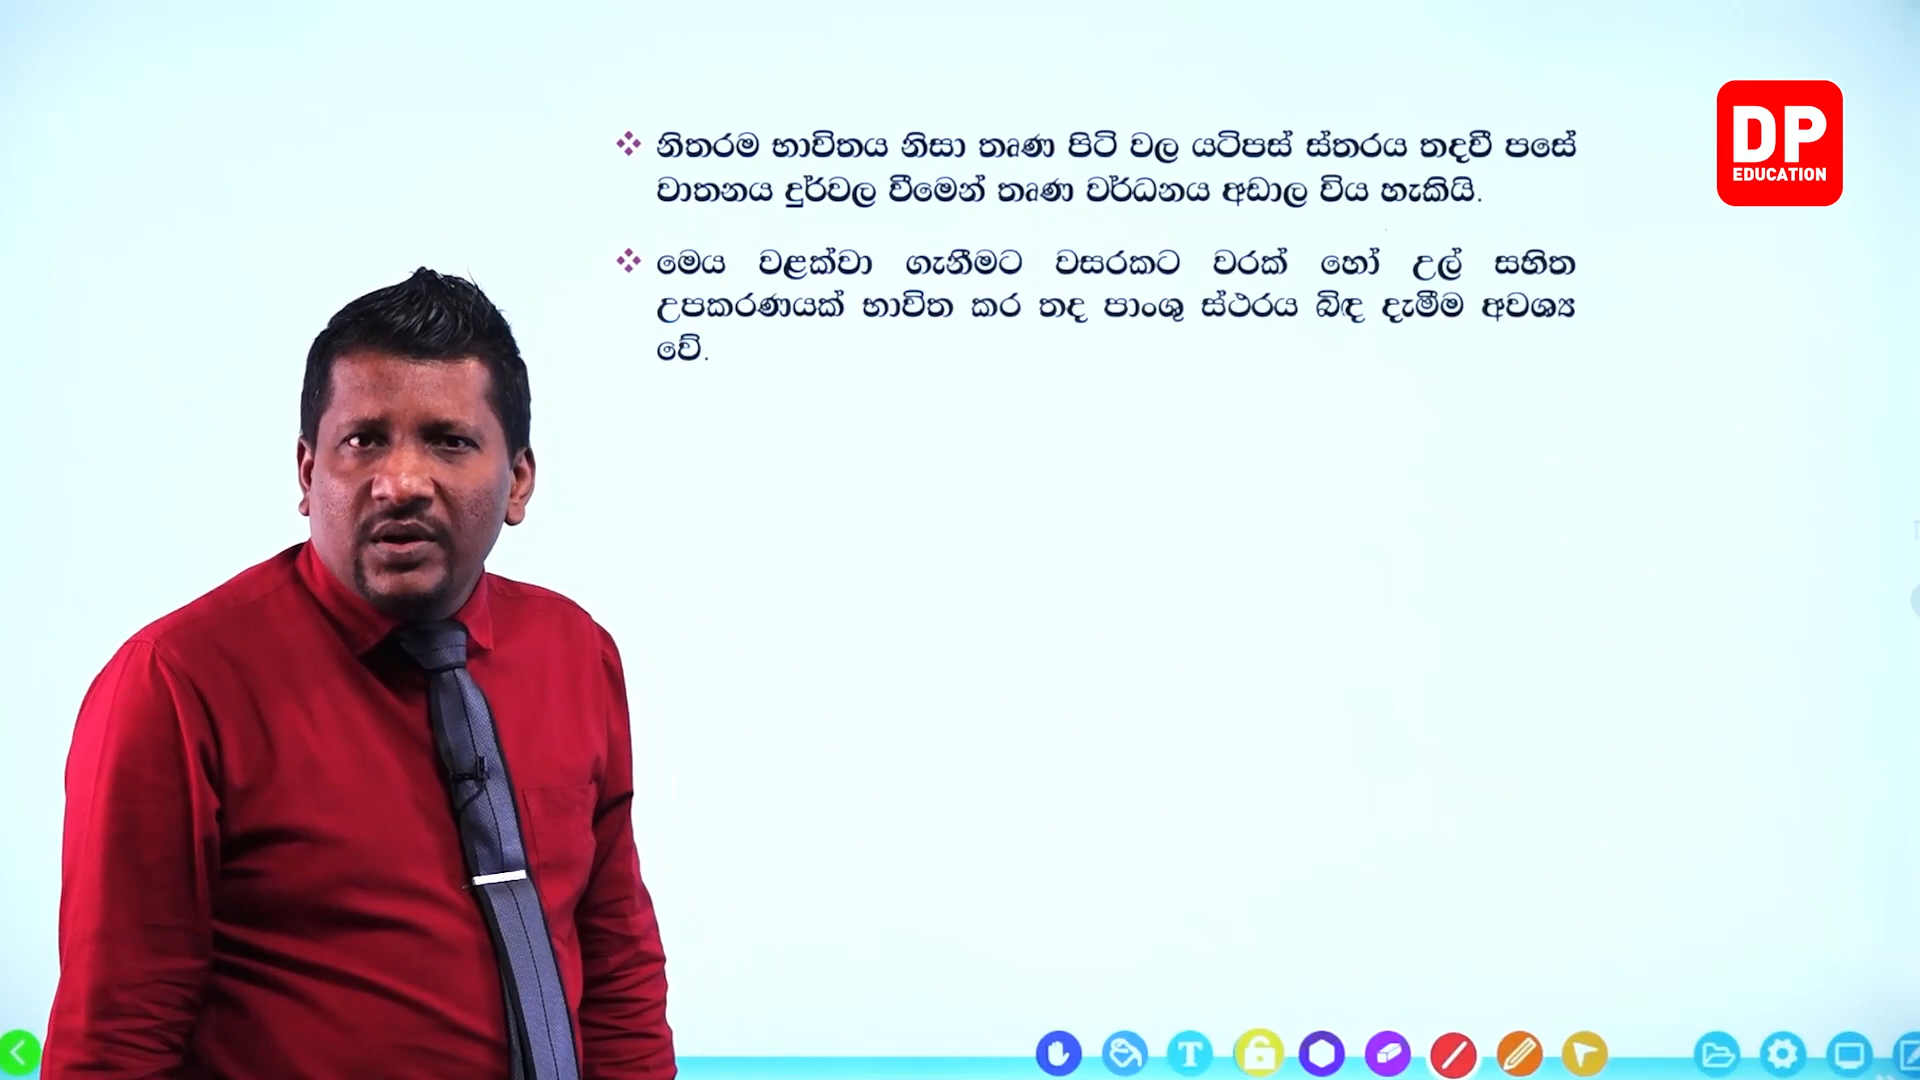 නිතරම භාවිතය නිසා තෘණ පිටි වල යටිපස් ස්තරය තදවී පසේ
වාතනය දුර්වල වීමෙන් තෘණ වර්ධනය අඩාල විය හැකියි.
මෙය වළක්වා ගැනීමට වසරකට වරක් හෝ උල් සහිත
උපකරණයක් භාවිත කර තද පාංශු ස්ථරය බිඳ දැමීම අවශ්‍ය
වේ.
DP
EDUCATION